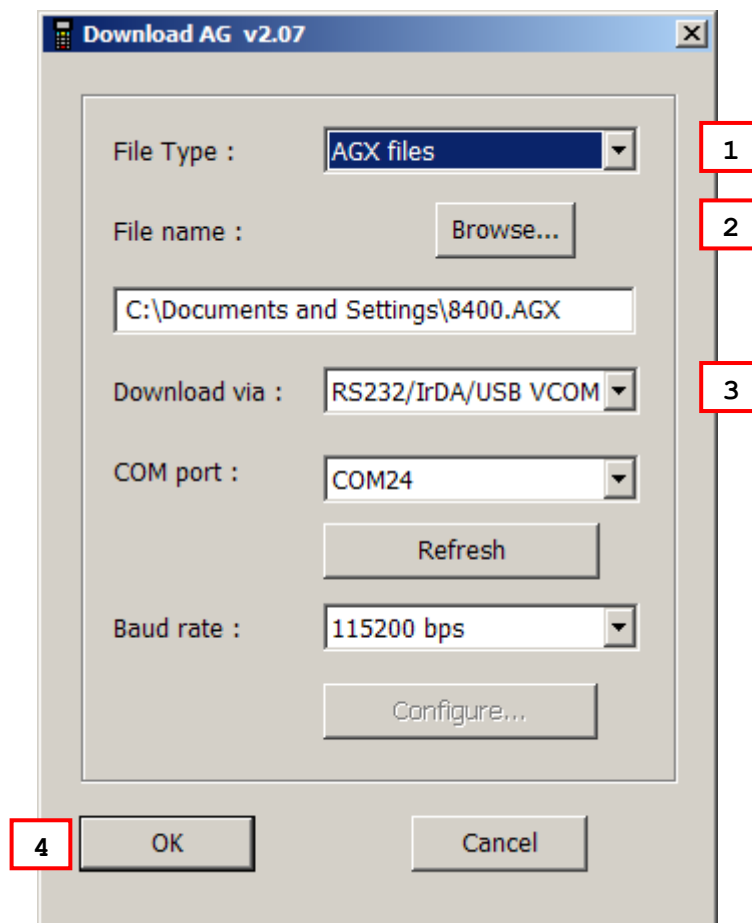 Download AG v2.07
File Type : AGX files 1
File name : Browse... 2
C:\Documents and Settings\8400.AGX
Download via : RS232/IrDA/USB VCOM 3
COM port : COM24
Refresh
Baud rate : 115200 bps
Configure...
4 OK Cancel